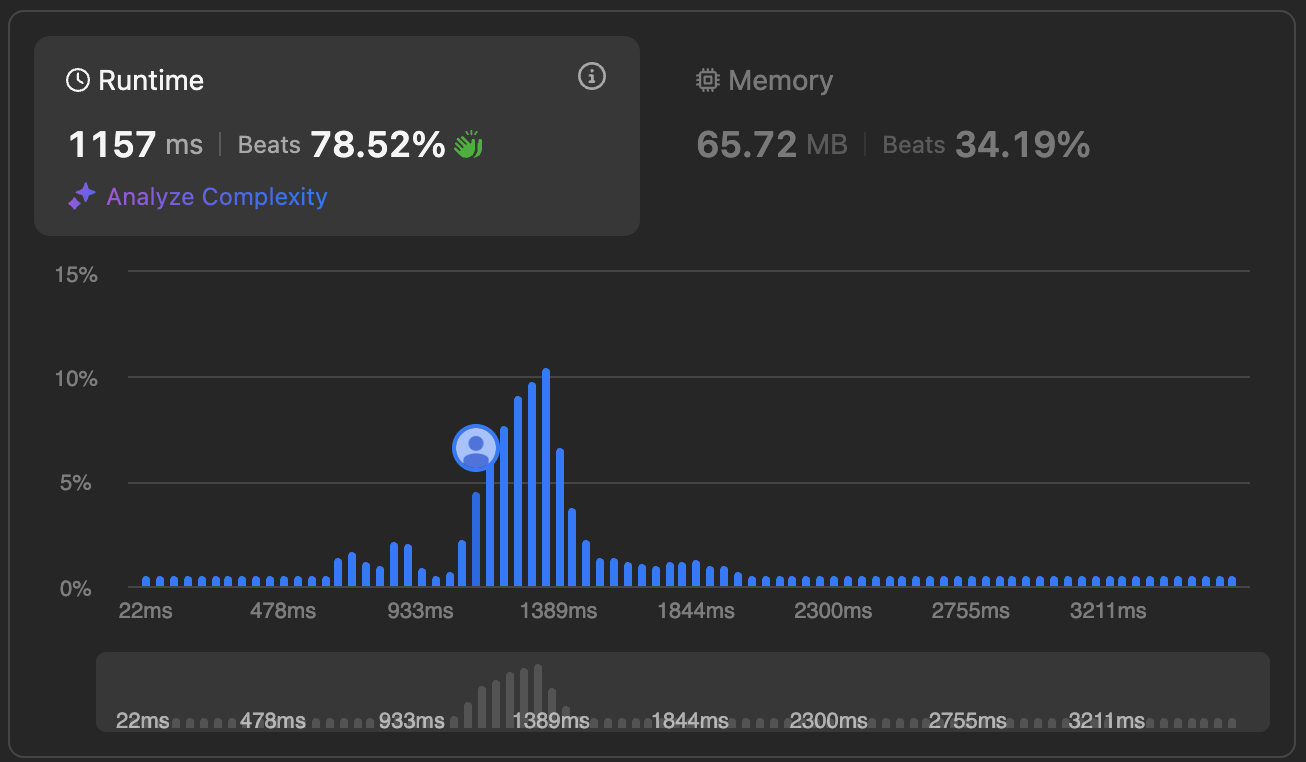 Runtime
1157 ms | Beats 78.52%
Analyze Complexity
Memory
65.72 MB | Beats 34.19%
15%
10%
5%
0%
22ms 478ms 933ms 1389ms 1844ms 2300ms 2755ms 3211ms
22ms 478ms 933ms 1389ms 1844ms 2300ms 2755ms 3211ms